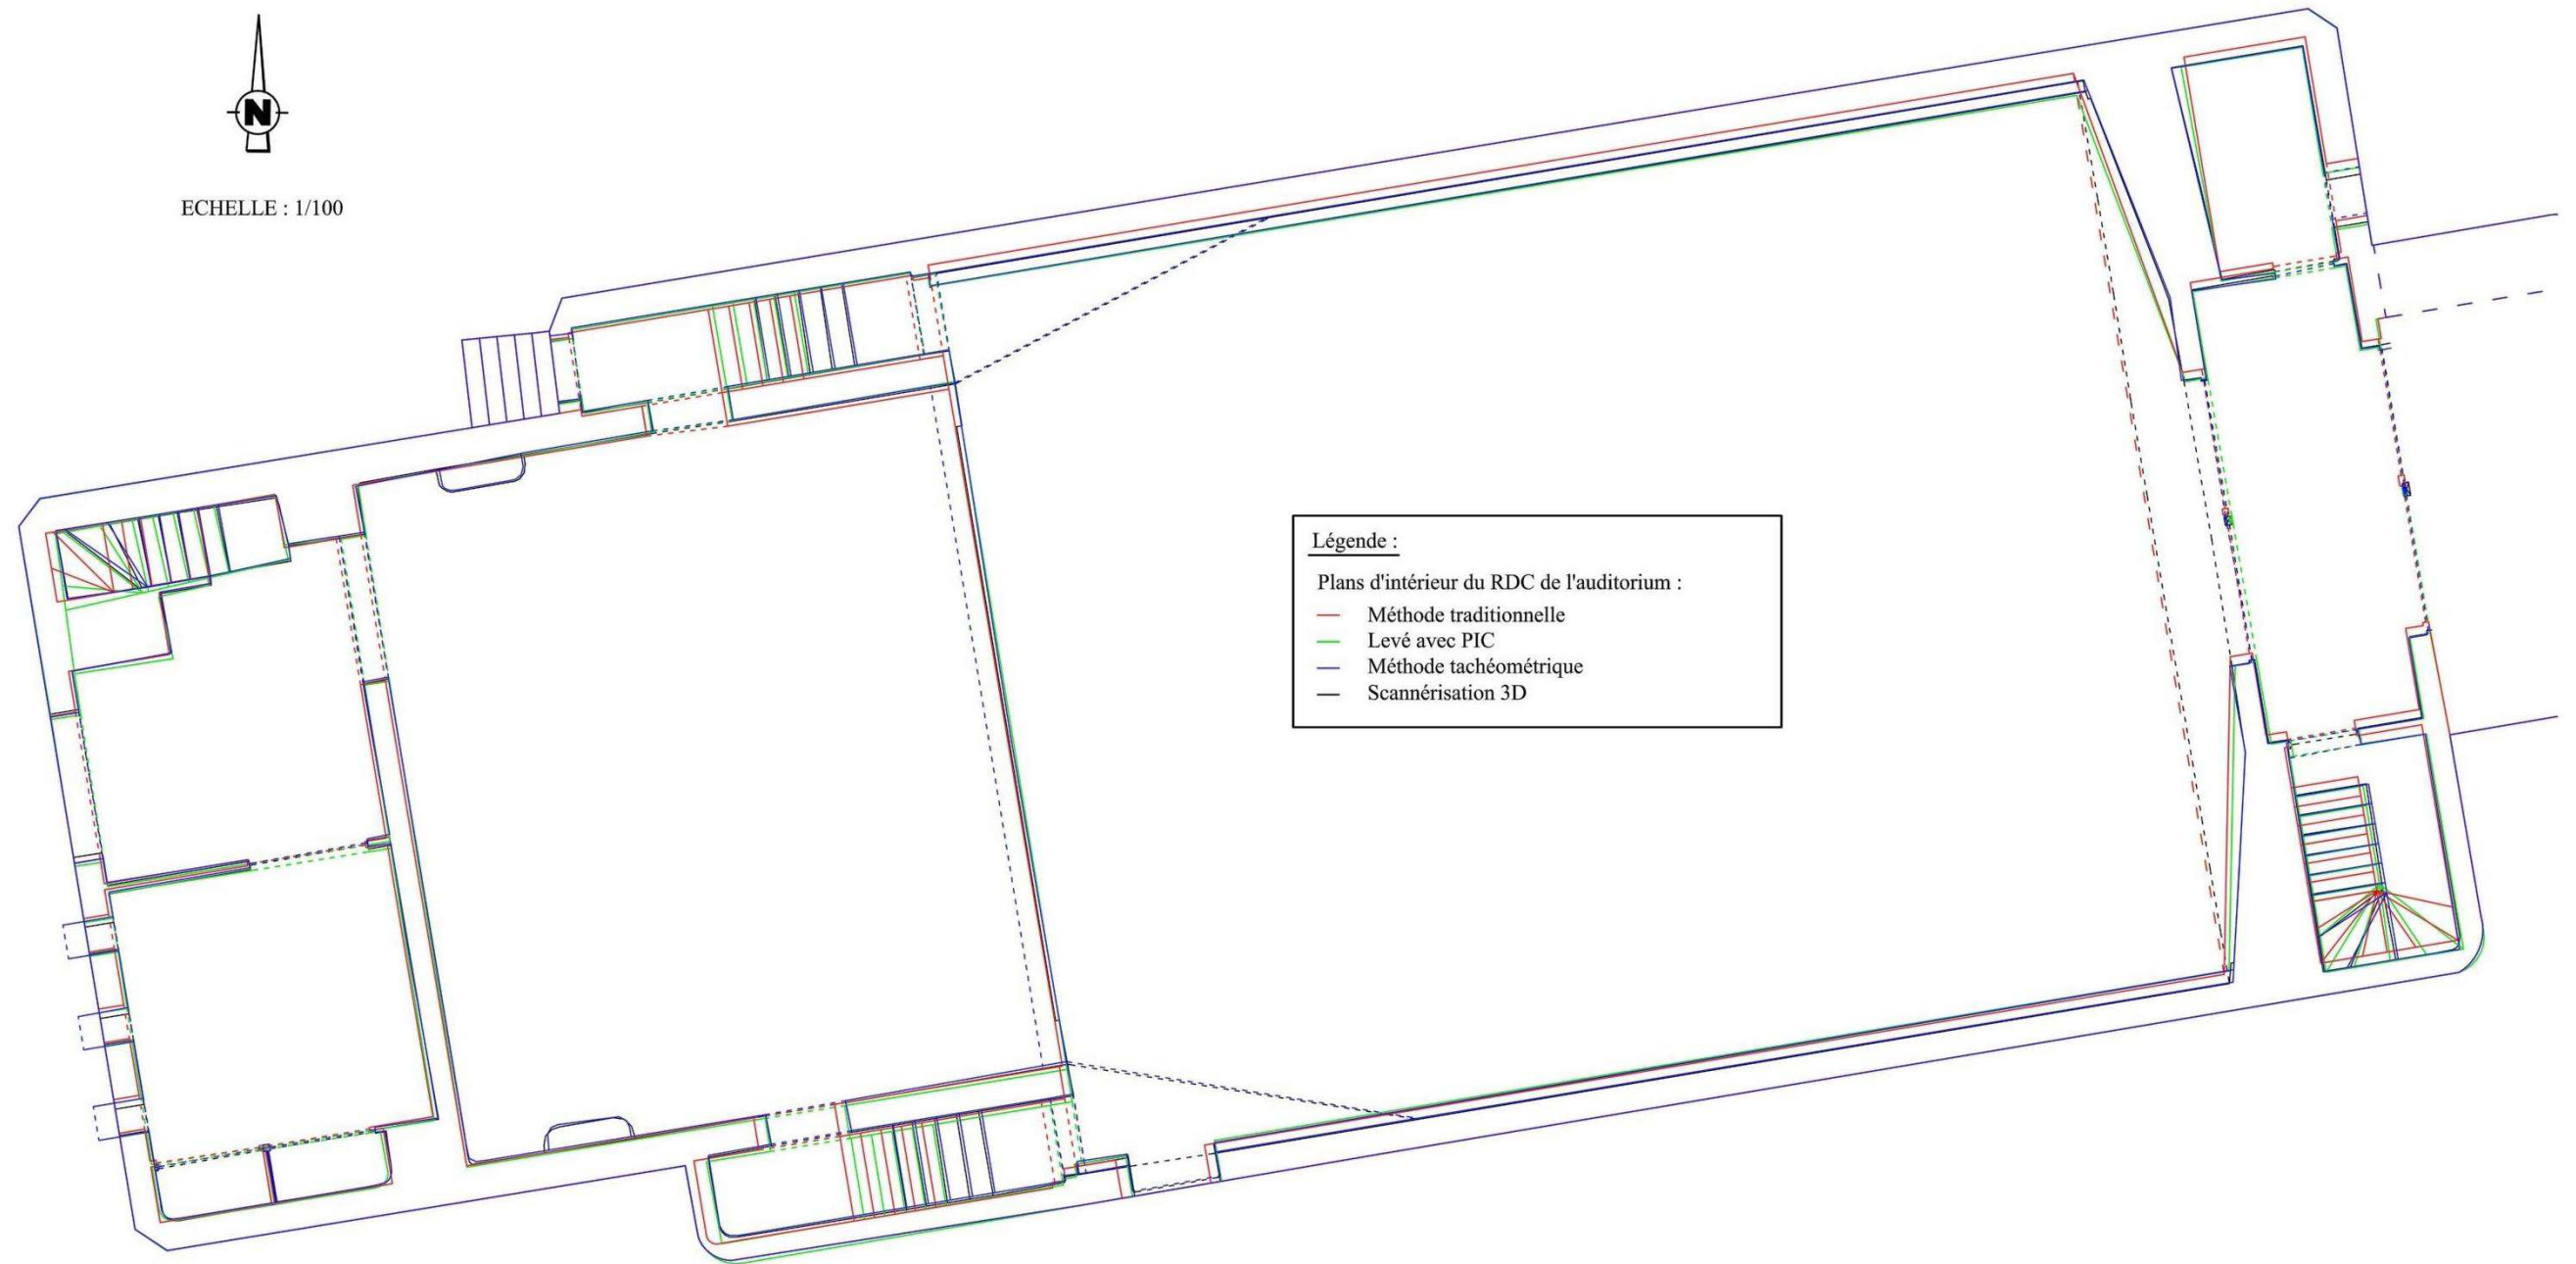 N
ECHELLE : 1/100
Légende :
Plans d'intérieur du RDC de l'auditorium :
Méthode traditionnelle
Levé avec PIC
Méthode tachéométrique
Scannérisation 3D